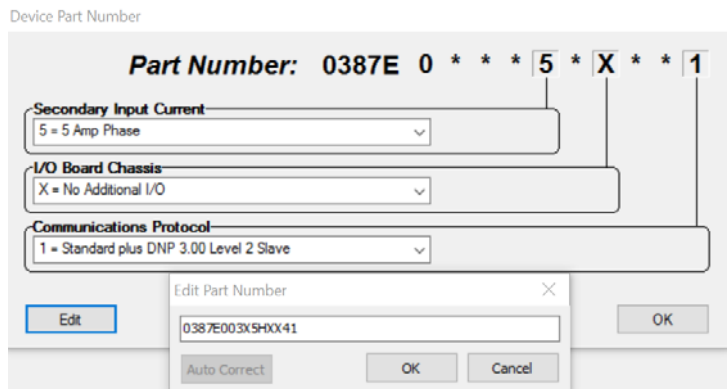 Device Part Number
Part Number: 0387E 0 * * * 5 * X * * 1
Secondary Input Current
5 = 5 Amp Phase
I/O Board Chassis
X = No Additional I/O
Communications Protocol
1 = Standard plus DNP 3.00 Level 2 Slave
Edit Part Number
Edit
OK
0387E003X5HXX41
Auto Correct
OK
Cancel